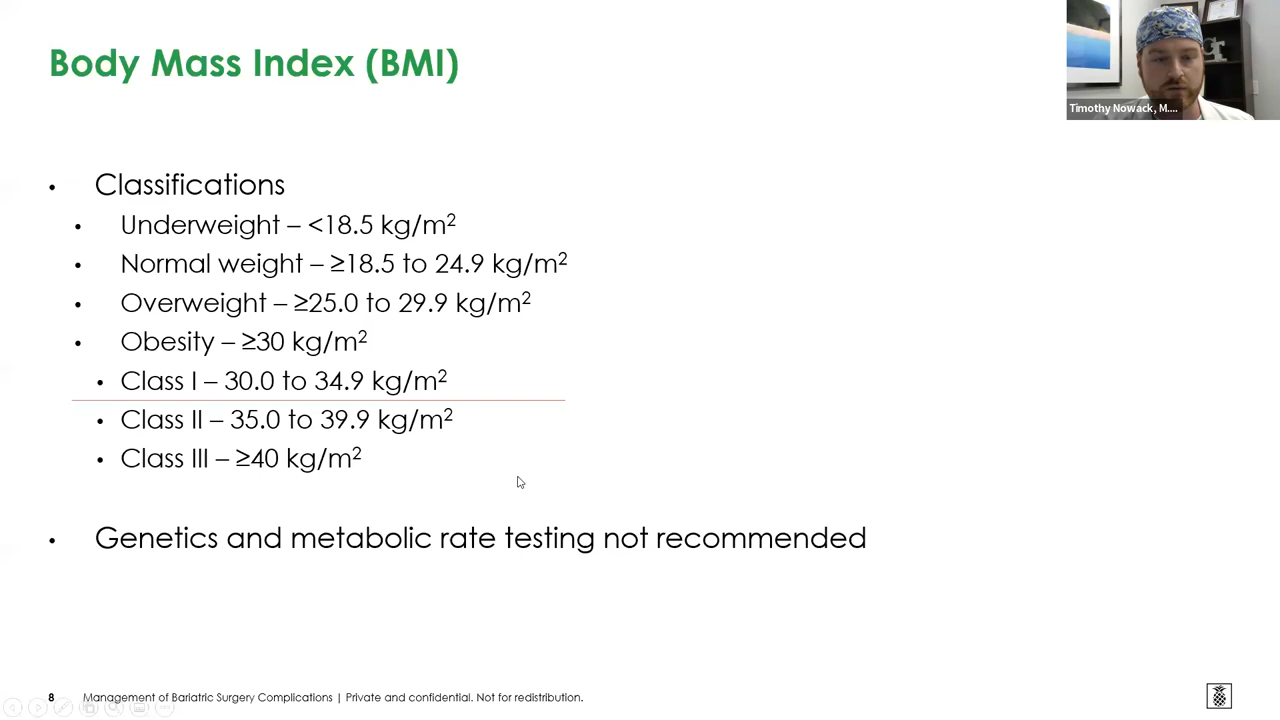 Body Mass Index (BMI)
Timothy Nowack, M....
• Classifications
• Underweight – <18.5 kg/m²
• Normal weight – ≥18.5 to 24.9 kg/m²
• Overweight – ≥25.0 to 29.9 kg/m²
• Obesity – ≥30 kg/m²
• Class I – 30.0 to 34.9 kg/m²
• Class II – 35.0 to 39.9 kg/m²
• Class III – ≥40 kg/m²
• Genetics and metabolic rate testing not recommended
8 Management of Bariatric Surgery Complications | Private and confidential. Not for redistribution.